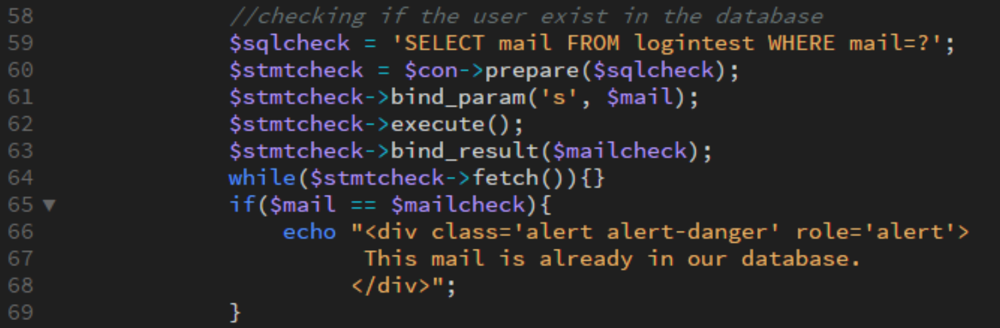 58 //checking if the user exist in the database
59 $sqlcheck = 'SELECT mail FROM logintest WHERE mail=?';
60 $stmtcheck = $con->prepare($sqlcheck);
61 $stmtcheck->bind_param('s', $mail);
62 $stmtcheck->execute();
63 $stmtcheck->bind_result($mailcheck);
64 while($stmtcheck->fetch()){}
65 ▼ if($mail == $mailcheck){
66 echo "<div class='alert alert-danger' role='alert'>
67 This mail is already in our database.
68 </div>";
69 }